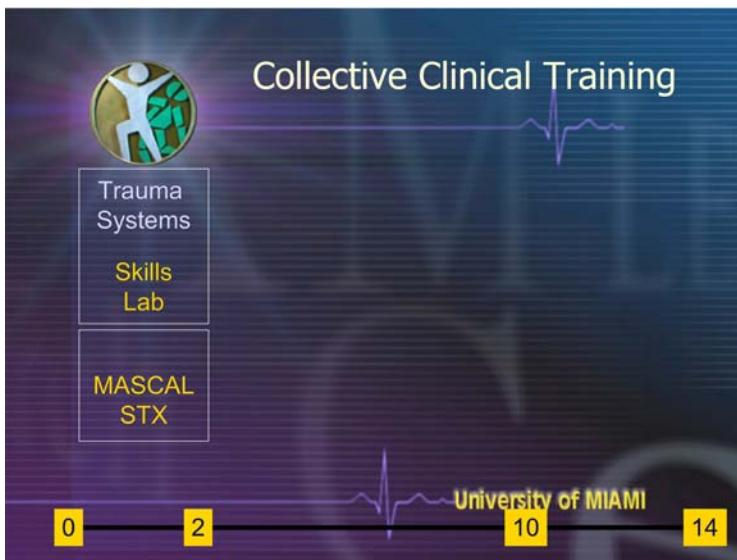 Collective Clinical Training
Trauma
Systems
Skills
Lab
MASCAL
STX
University of MIAMI
0
2
10
14